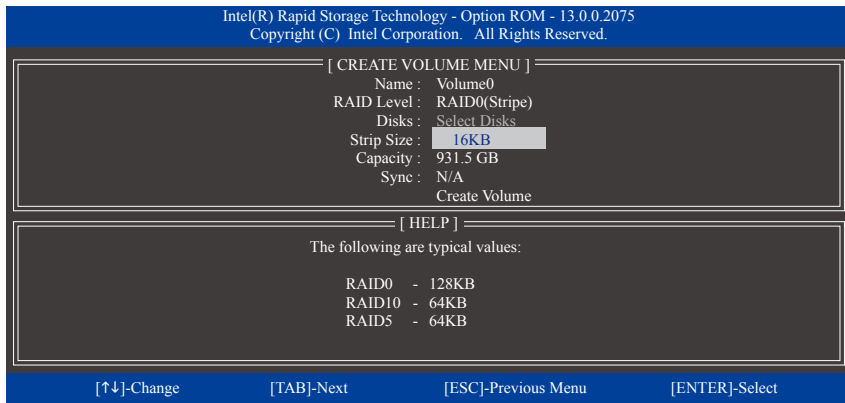 Intel(R) Rapid Storage Technology - Option ROM - 13.0.0.2075
Copyright (C) Intel Corporation. All Rights Reserved.
[ CREATE VOLUME MENU ]
Name : Volume0
RAID Level : RAID0(Stripe)
Disks : Select Disks
Strip Size : 16KB
Capacity : 931.5 GB
Sync : N/A
Create Volume
[ HELP ]
The following are typical values:
RAID0 - 128KB
RAID10 - 64KB
RAID5 - 64KB
[↑↓]-Change [TAB]-Next [ESC]-Previous Menu [ENTER]-Select